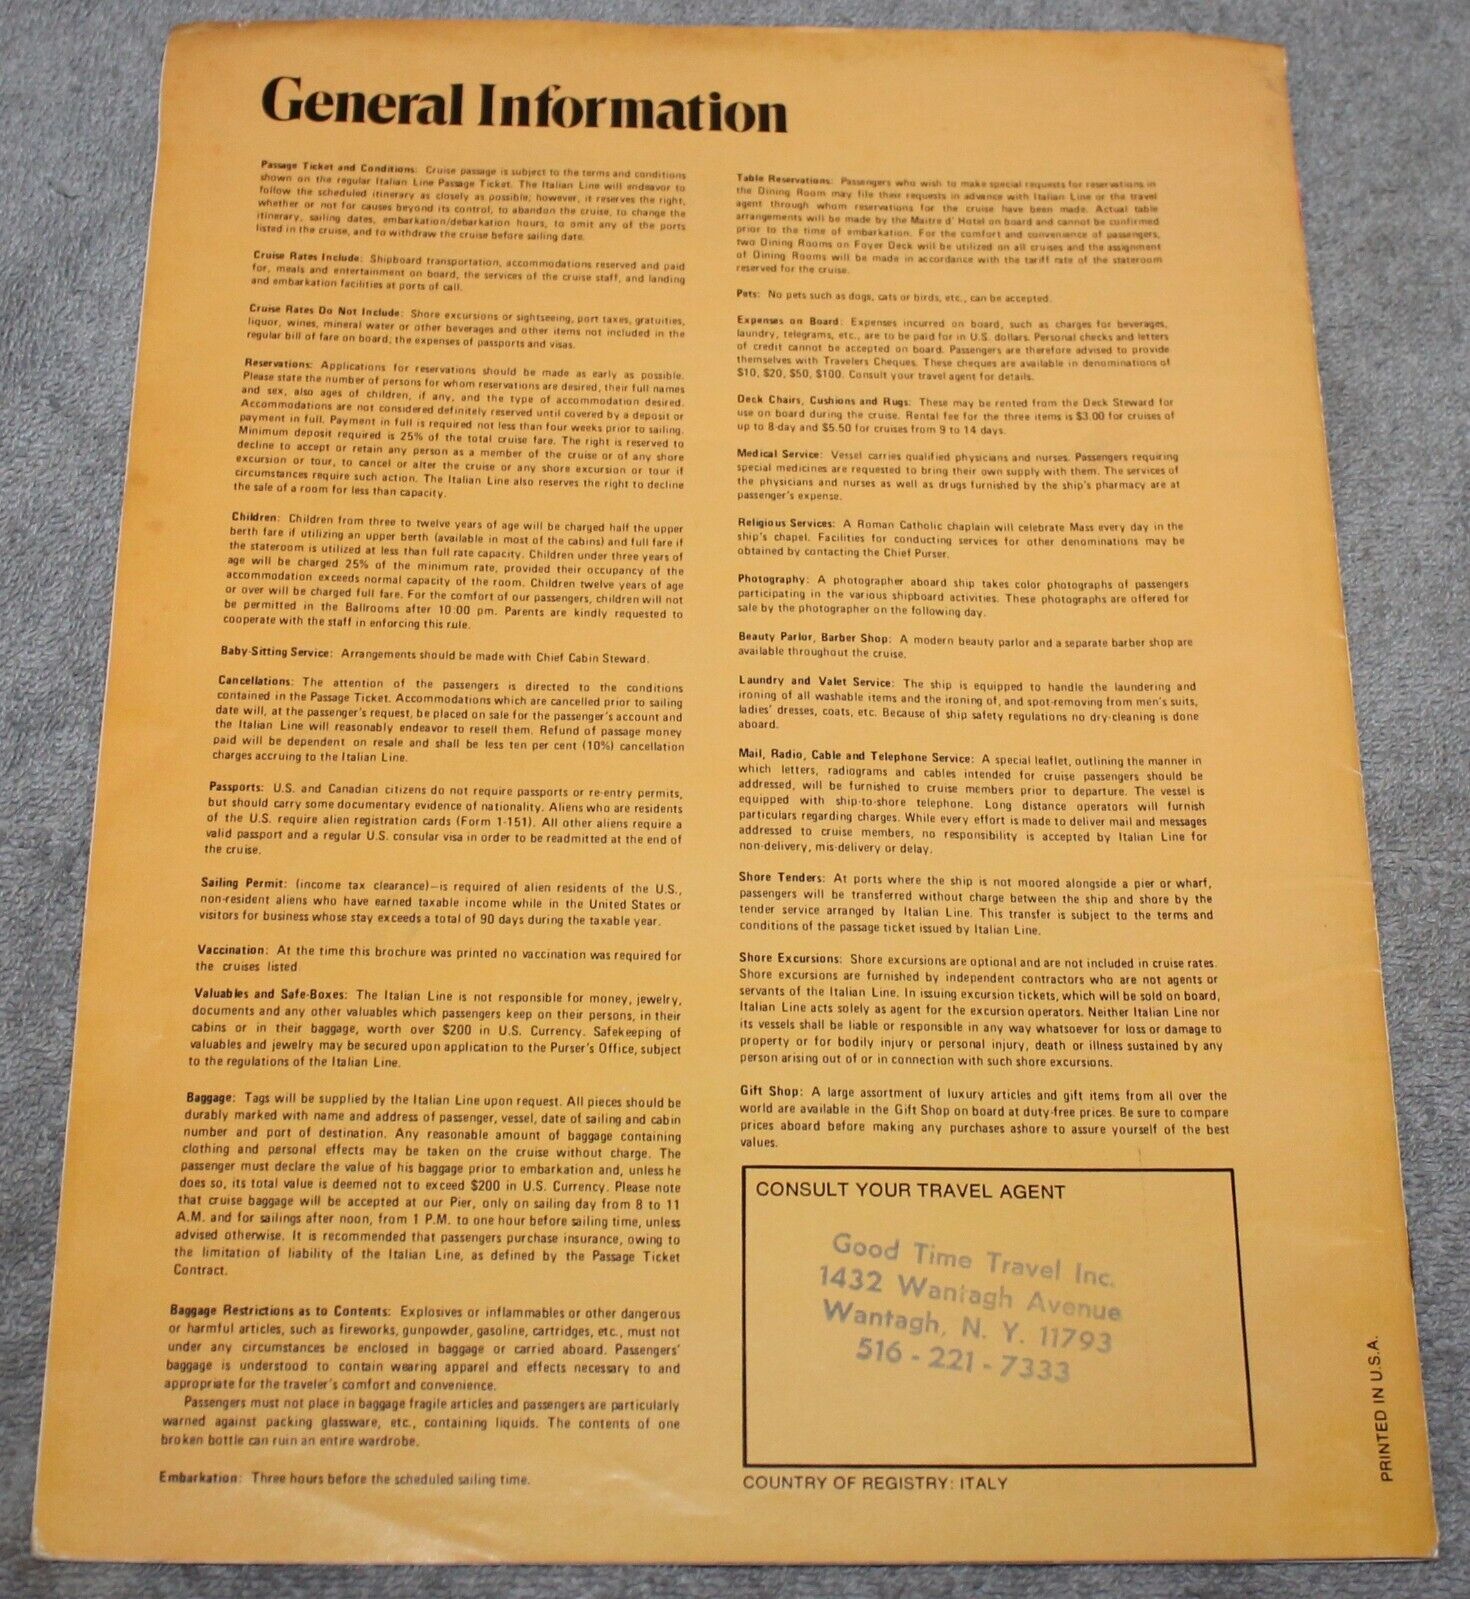 General Information
Passage Ticket and Conditions: Cruise passage is subject to the terms and conditions
shown on the regular Italian Line Passage Ticket. The Italian Line will endeavor to
follow the scheduled itinerary as closely as possible; however, it reserves the right,
whether or not for causes beyond its control, to abandon the cruise, to change the
itinerary, sailing dates, embarkation/debarkation hours, to omit any of the ports
listed in the cruise, and to withdraw the cruise before sailing date.
Cruise Rates Include: Shipboard transportation, accommodations reserved and paid
for, meals and entertainment on board, the services of the cruise staff, and landing
and embarkation facilities at ports of call.
Cruise Rates Do Not Include: Shore excursions or sightseeing, port taxes, gratuities,
liquor, wines, mineral water or other beverages and other items not included in the
regular bill of fare on board, the expenses of passports and visas.
Reservations: Applications for reservations should be made as early as possible.
Please state the number of persons for whom reservations are desired, their full names
and sex, also ages of children, if any, and the type of accommodation desired.
Accommodations are not considered definitely reserved until covered by a deposit or
payment in full. Payment in full is required not less than four weeks prior to sailing.
Minimum deposit required is 25% of the total cruise fare. The right is reserved to
decline to accept or retain any person as a member of the cruise or of any shore
excursion or tour, to cancel or alter the cruise or any shore excursion or tour if
circumstances require such action. The Italian Line also reserves the right to decline
the sale of a room for less than capacity.
Children: Children from three to twelve years of age will be charged half the upper
berth fare if utilizing an upper berth (available in most of the cabins) and full fare if
the stateroom is utilized at less than full rate capacity. Children under three years of
age will be charged 25% of the minimum rate, provided their occupancy of the
accommodation exceeds normal capacity of the room. Children twelve years of age
or over will be charged full fare. For the comfort of our passengers, children will not
be permitted in the Ballrooms after 10:00 pm. Parents are kindly requested to
cooperate with the staff in enforcing this rule.
Baby-Sitting Service: Arrangements should be made with Chief Cabin Steward.
Cancellations: The attention of the passengers is directed to the conditions
contained in the Passage Ticket. Accommodations which are cancelled prior to sailing
date will, at the passenger's request, be placed on sale for the passenger's account and
the Italian Line will reasonably endeavor to resell them. Refund of passage money
paid will be dependent on resale and shall be less ten per cent (10%) cancellation
charges accruing to the Italian Line.
Passports: U.S. and Canadian citizens do not require passports or re-entry permits,
but should carry some documentary evidence of nationality. Aliens who are residents
of the U.S. require alien registration cards (Form 1-151). All other aliens require a
valid passport and a regular U.S. consular visa in order to be readmitted at the end of
the cruise.
Sailing Permit: (income tax clearance)—is required of alien residents of the U.S.,
non-resident aliens who have earned taxable income while in the United States or
visitors for business whose stay exceeds a total of 90 days during the taxable year.
Vaccination: At the time this brochure was printed no vaccination was required for
the cruises listed
Valuables and Safe-Boxes: The Italian Line is not responsible for money, jewelry,
documents and any other valuables which passengers keep on their persons, in their
cabins or in their baggage, worth over $200 in U.S. Currency. Safekeeping of
valuables and jewelry may be secured upon application to the Purser's Office, subject
to the regulations of the Italian Line.
Baggage: Tags will be supplied by the Italian Line upon request. All pieces should be
durably marked with name and address of passenger, vessel, date of sailing and cabin
number and port of destination. Any reasonable amount of baggage containing
clothing and personal effects may be taken on the cruise without charge. The
passenger must declare the value of his baggage prior to embarkation and, unless he
does so, its total value is deemed not to exceed $200 in U.S. Currency. Please note
that cruise baggage will be accepted at our Pier, only on sailing day from 8 to 11
A.M. and for sailings after noon, from 1 P.M. to one hour before sailing time, unless
advised otherwise. It is recommended that passengers purchase insurance, owing to
the limitation of liability of the Italian Line, as defined by the Passage Ticket
Contract.
Baggage Restrictions as to Contents: Explosives or inflammables or other dangerous
or harmful articles, such as fireworks, gunpowder, gasoline, cartridges, etc., must not
under any circumstances be enclosed in baggage or carried aboard. Passengers'
baggage is understood to contain wearing apparel and effects necessary to and
appropriate for the traveler's comfort and convenience.
Passengers must not place in baggage fragile articles and passengers are particularly
warned against packing glassware, etc., containing liquids. The contents of one
broken bottle can ruin an entire wardrobe.
Embarkation: Three hours before the scheduled sailing time.
Table Reservations: Passengers who wish to make special requests for reservations in
the Dining Room may file their requests in advance with Italian Line or the travel
agent through whom reservations for the cruise have been made. Actual table
arrangements will be made by the Maitre d' Hotel on board and cannot be confirmed
prior to the time of embarkation. For the comfort and convenience of passengers,
two Dining Rooms on Foyer Deck will be utilized on all cruises and the assignment
of Dining Rooms will be made in accordance with the tariff rate of the stateroom
reserved for the cruise.
Pets: No pets such as dogs, cats or birds, etc., can be accepted.
Expenses on Board: Expenses incurred on board, such as charges for beverages,
laundry, telegrams, etc., are to be paid for in U.S. dollars. Personal checks and letters
of credit cannot be accepted on board. Passengers are therefore advised to provide
themselves with Travelers Cheques. These cheques are available in denominations of
$10, $20, $50, $100. Consult your travel agent for details.
Deck Chairs, Cushions and Rugs: These may be rented from the Deck Steward for
use on board during the cruise. Rental fee for the three items is $3.00 for cruises of
up to 8-day and $5.50 for cruises from 9 to 14 days.
Medical Service: Vessel carries qualified physicians and nurses. Passengers requiring
special medicines are requested to bring their own supply with them. The services of
the physicians and nurses as well as drugs furnished by the ship's pharmacy are at
passenger's expense.
Religious Services: A Roman Catholic chaplain will celebrate Mass every day in the
ship's chapel. Facilities for conducting services for other denominations may be
obtained by contacting the Chief Purser.
Photography: A photographer aboard ship takes color photographs of passengers
participating in the various shipboard activities. These photographs are offered for
sale by the photographer on the following day.
Beauty Parlor, Barber Shop: A modern beauty parlor and a separate barber shop are
available throughout the cruise.
Laundry and Valet Service: The ship is equipped to handle the laundering and
ironing of all washable items and the ironing of, and spot-removing from men's suits,
ladies' dresses, coats, etc. Because of ship safety regulations no dry-cleaning is done
aboard.
Mail, Radio, Cable and Telephone Service: A special leaflet, outlining the manner in
which letters, radiograms and cables intended for cruise passengers should be
addressed, will be furnished to cruise members prior to departure. The vessel is
equipped with ship-to-shore telephone. Long distance operators will furnish
particulars regarding charges. While every effort is made to deliver mail and messages
addressed to cruise members, no responsibility is accepted by Italian Line for
non-delivery, mis-delivery or delay.
Shore Tenders: At ports where the ship is not moored alongside a pier or wharf,
passengers will be transferred without charge between the ship and shore by the
tender service arranged by Italian Line. This transfer is subject to the terms and
conditions of the passage ticket issued by Italian Line.
Shore Excursions: Shore excursions are optional and are not included in cruise rates.
Shore excursions are furnished by independent contractors who are not agents or
servants of the Italian Line. In issuing excursion tickets, which will be sold on board,
Italian Line acts solely as agent for the excursion operators. Neither Italian Line nor
its vessels shall be liable or responsible in any way whatsoever for loss or damage to
property or for bodily injury or personal injury, death or illness sustained by any
person arising out of or in connection with such shore excursions.
Gift Shop: A large assortment of luxury articles and gift items from all over the
world are available in the Gift Shop on board at duty-free prices. Be sure to compare
prices aboard before making any purchases ashore to assure yourself of the best
values.
CONSULT YOUR TRAVEL AGENT
Good Time Travel Inc.
1432 Wantagh Avenue
Wantagh, N. Y. 11793
516 - 221 - 7333
COUNTRY OF REGISTRY: ITALY
PRINTED IN U.S.A.